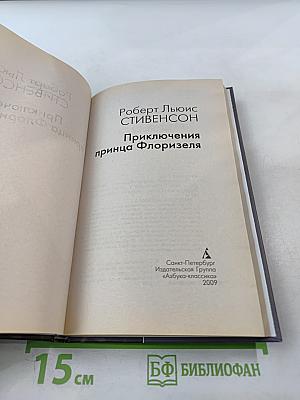 Роберт Льюис
СТИВЕНСОН
Приключения
принца Флоризеля
Санкт-Петербург
Издательская Группа
«Азбука-классика»
2009
15 см
БФ БИБЛИОФАН